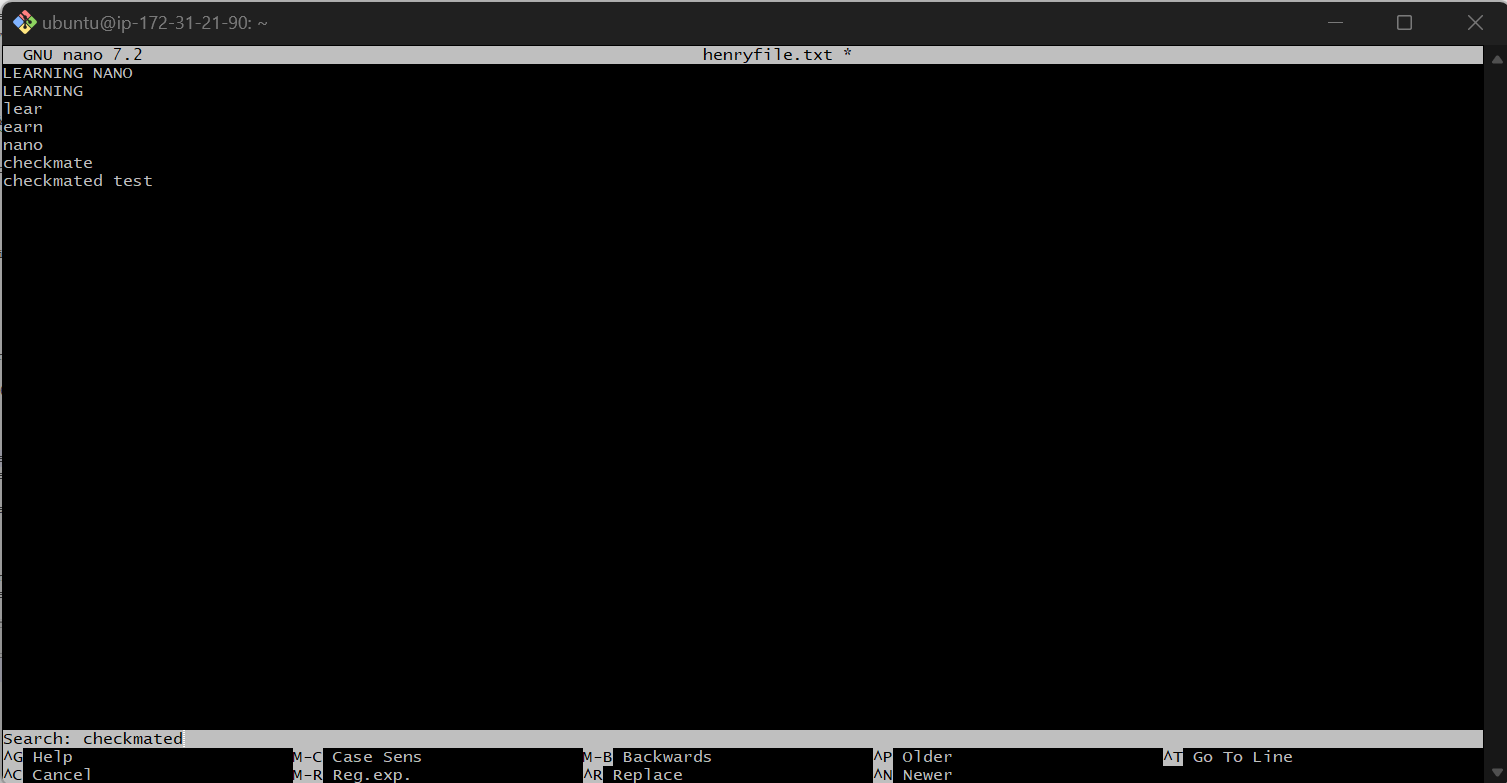 ubuntu@ip-172-31-21-90: ~
GNU nano 7.2 henryfile.txt *
LEARNING NANO
LEARNING
lear
earn
nano
checkmate
checkmated test
Search: checkmated
^G Help M-C Case Sens M-B Backwards ^P Older ^T Go To Line
^C Cancel M-R Reg.exp. ^R Replace ^N Newer